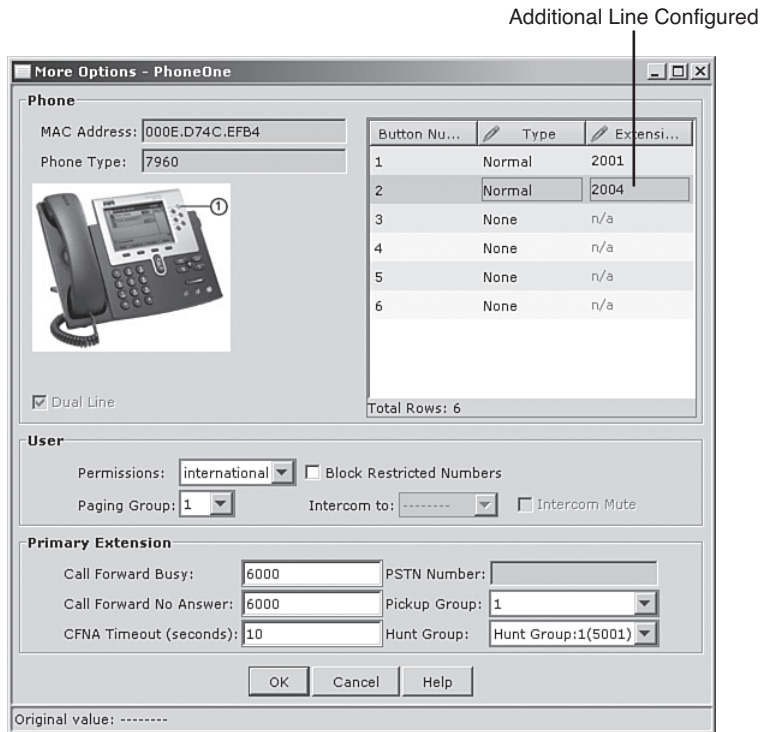 Additional Line Configured
More Options - PhoneOne
Phone
MAC Address: 000E.D74C.EFB4
Phone Type: 7960
1
Dual Line
Button Nu... Type Extensi...
1 Normal 2001
2 Normal 2004
3 None n/a
4 None n/a
5 None n/a
6 None n/a
Total Rows: 6
User
Permissions: international Block Restricted Numbers
Paging Group: 1 Intercom to: -------- Intercom Mute
Primary Extension
Call Forward Busy: 6000 PSTN Number:
Call Forward No Answer: 6000 Pickup Group: 1
CFNA Timeout (seconds): 10 Hunt Group: Hunt Group:1(5001)
OK Cancel Help
Original value: --------